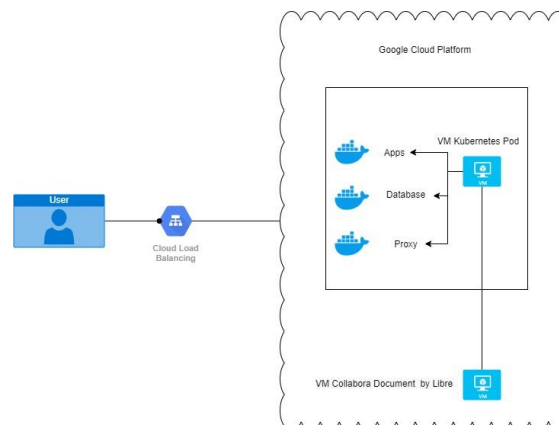 Google Cloud Platform
VM Kubernetes Pod
Apps
VM
Database
User
Proxy
Cloud Load
Balancing
VM Collabora Document by Libre
VM